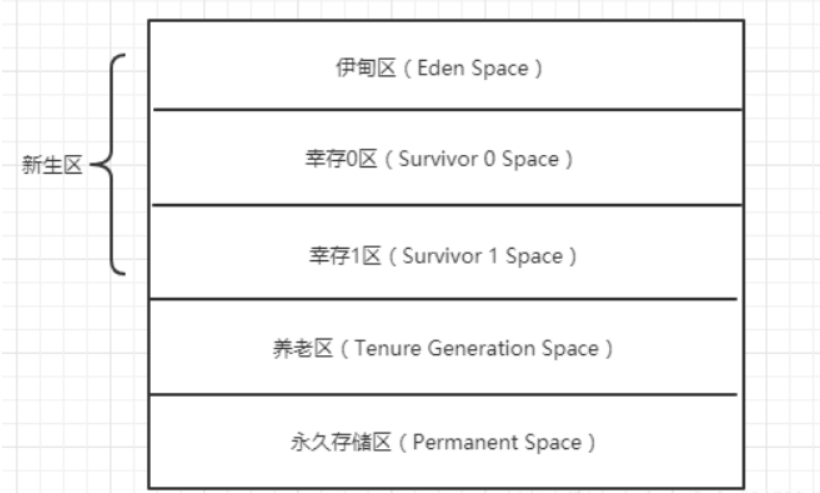 伊甸区（Eden Space）
幸存0区（Survivor 0 Space）
新生区
幸存1区（Survivor 1 Space）
养老区（Tenure Generation Space）
永久存储区（Permanent Space）